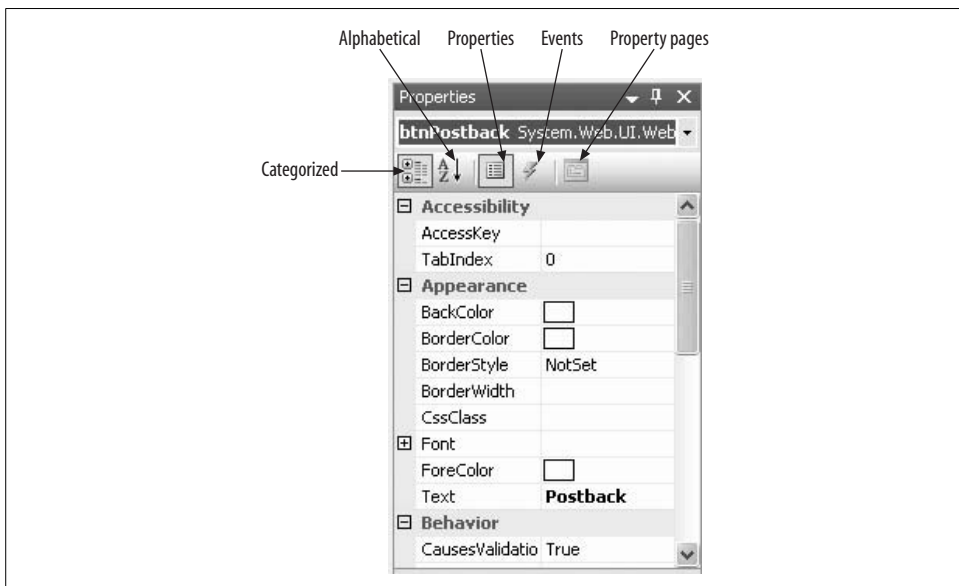 Alphabetical Properties Events Property pages
Properties
btnPostback System.Web.UI.Web
Categorized
A
Z
Accessibility
AccessKey
TabIndex 0
Appearance
BackColor
BorderColor
BorderStyle NotSet
BorderWidth
CssClass
Font
ForeColor
Text Postback
Behavior
CausesValidatio True